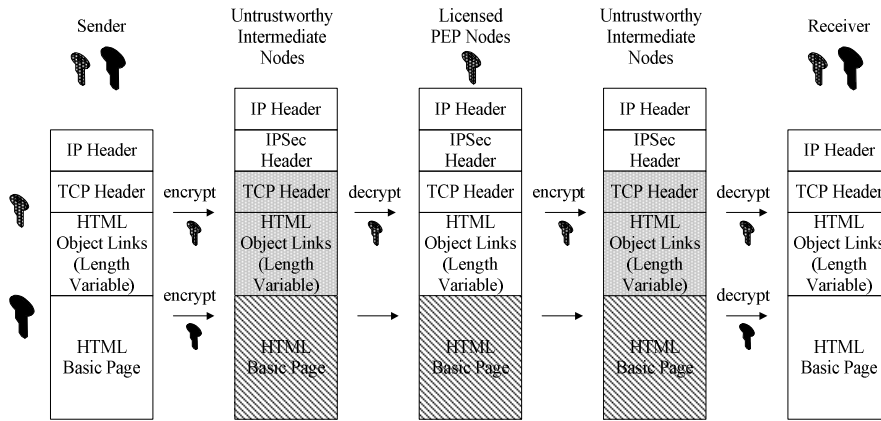 Sender
Untrustworthy
Intermediate
Nodes
Licensed
PEP Nodes
Untrustworthy
Intermediate
Nodes
Receiver
IP Header
TCP Header
HTML
Object Links
(Length
Variable)
HTML
Basic Page
encrypt
encrypt
IP Header
IPSec
Header
TCP Header
HTML
Object Links
(Length
Variable)
HTML
Basic Page
decrypt
IP Header
IPSec
Header
TCP Header
HTML
Object Links
(Length
Variable)
HTML
Basic Page
encrypt
IP Header
IPSec
Header
TCP Header
HTML
Object Links
(Length
Variable)
HTML
Basic Page
decrypt
decrypt
IP Header
TCP Header
HTML
Object Links
(Length
Variable)
HTML
Basic Page